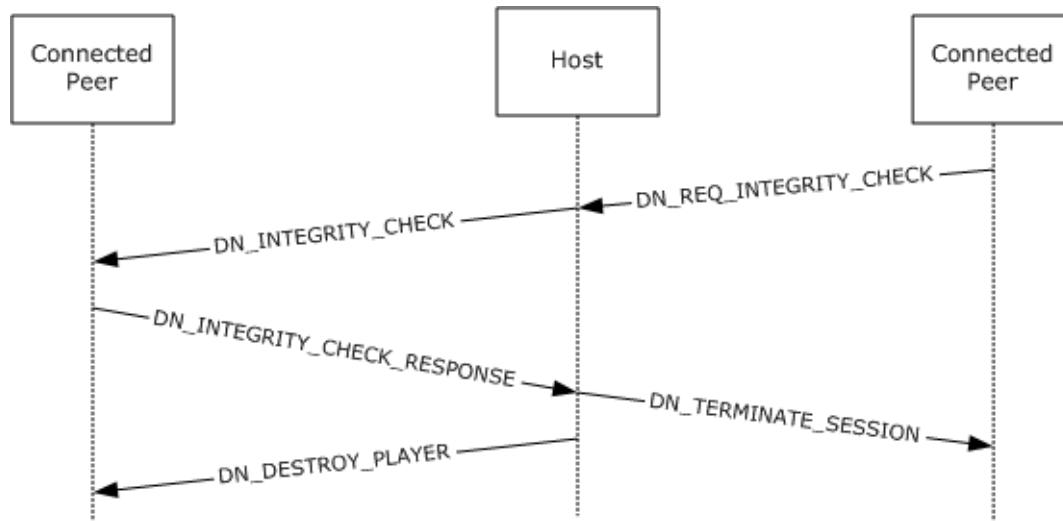 Connected
Peer
Host
Connected
Peer
DN_REQ_INTEGRITY_CHECK
DN_INTEGRITY_CHECK
DN_INTEGRITY_CHECK_RESPONSE
DN_TERMINATE_SESSION
DN_DESTROY_PLAYER